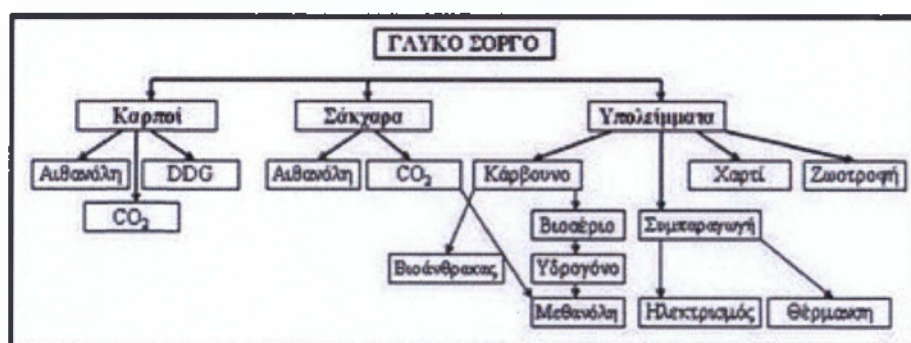 ΓΛΥΚΟ ΣΟΡΓΟ
Καρποί
Σάκχαρα
Υπολείμματα
Αιθανόλη
DDG
Αιθανόλη
CO₂
Κάρβουνο
Χαρτί
Ζωοτροφή
CO₂
Βιοαέριο
Συμπαραγωγή
Βιοάνθρακας
Υδρογόνο
Μεθανόλη
Ηλεκτρισμός
Θέρμανση